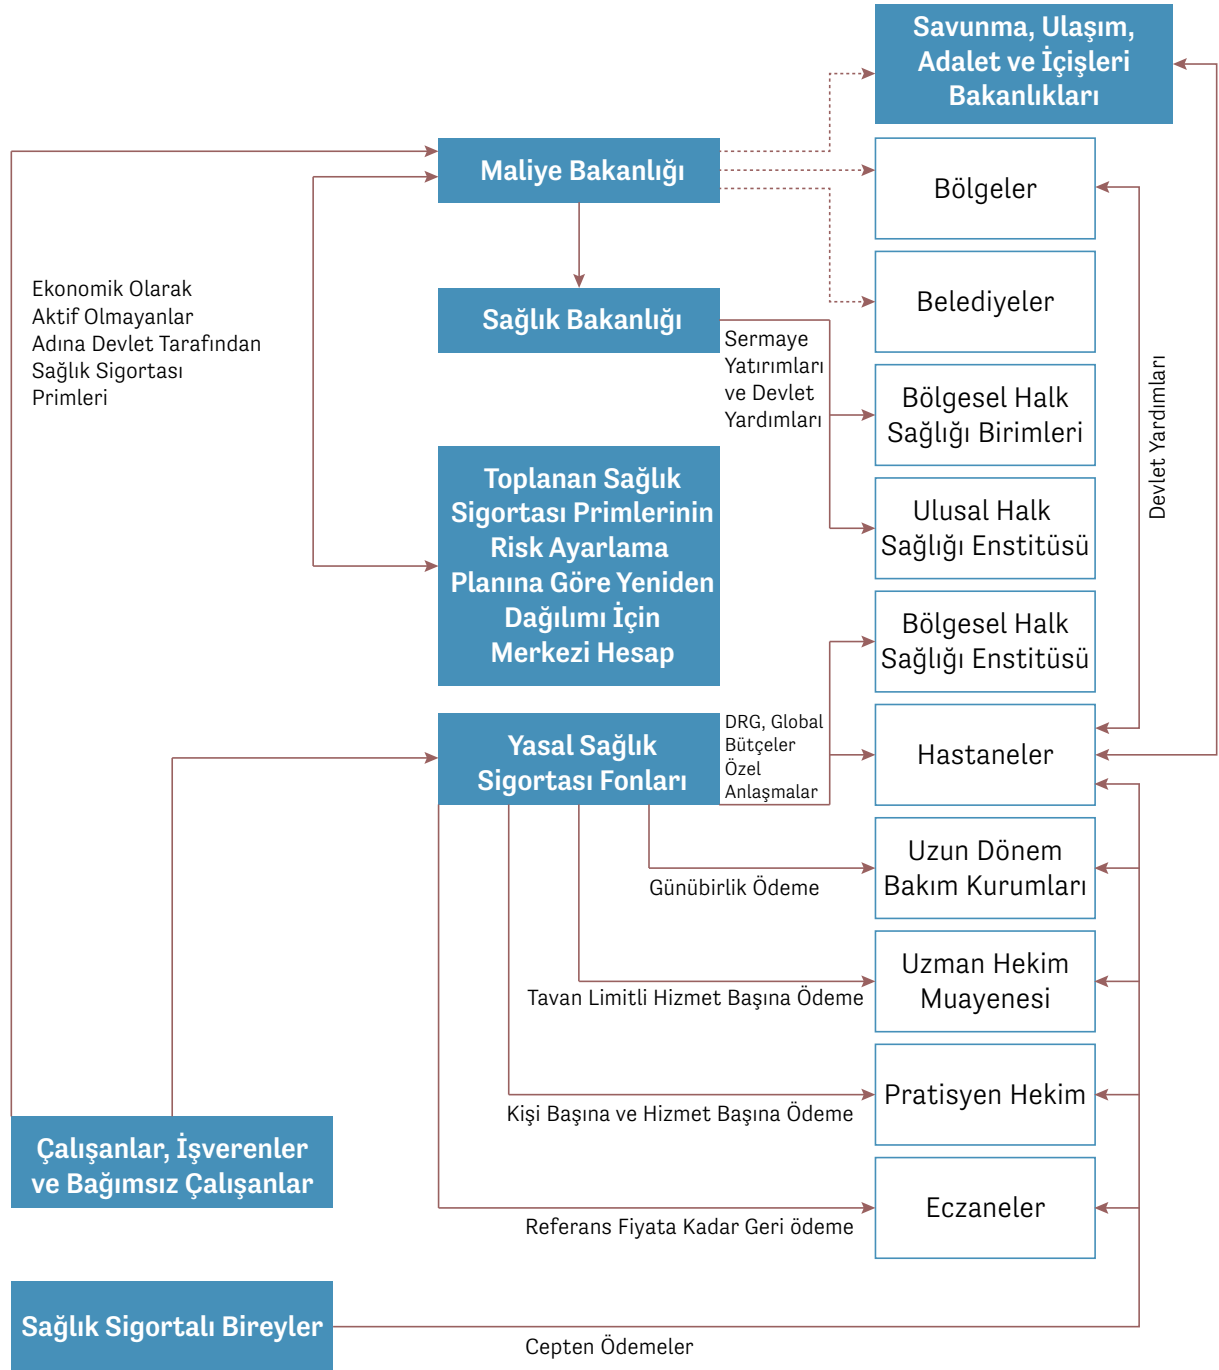 Savunma, Ulaşım,
Adalet ve İçişleri
Bakanlıkları
Maliye Bakanlığı
Bölgeler
Ekonomik Olarak
Aktif Olmayanlar
Adına Devlet Tarafından
Sağlık Sigortası
Primleri
Sağlık Bakanlığı
Belediyeler
Sermaye
Yatırımları
ve Devlet
Yardımları
Bölgesel Halk
Sağlığı Birimleri
Devlet Yardımları
Toplanan Sağlık
Sigortası Primlerinin
Risk Ayarlama
Planına Göre Yeniden
Dağılımı İçin
Merkezi Hesap
Ulusal Halk
Sağlığı Enstitüsü
Bölgesel Halk
Sağlığı Enstitüsü
Yasal Sağlık
Sigortası Fonları
DRG, Global
Bütçeler
Özel
Anlaşmalar
Hastaneler
Uzun Dönem
Bakım Kurumları
Günübirlik Ödeme
Uzman Hekim
Muayenesi
Tavan Limitli Hizmet Başına Ödeme
Pratisyen Hekim
Kişi Başına ve Hizmet Başına Ödeme
Çalışanlar, İşverenler
ve Bağımsız Çalışanlar
Eczaneler
Referans Fiyata Kadar Geri ödeme
Sağlık Sigortalı Bireyler
Cepten Ödemeler